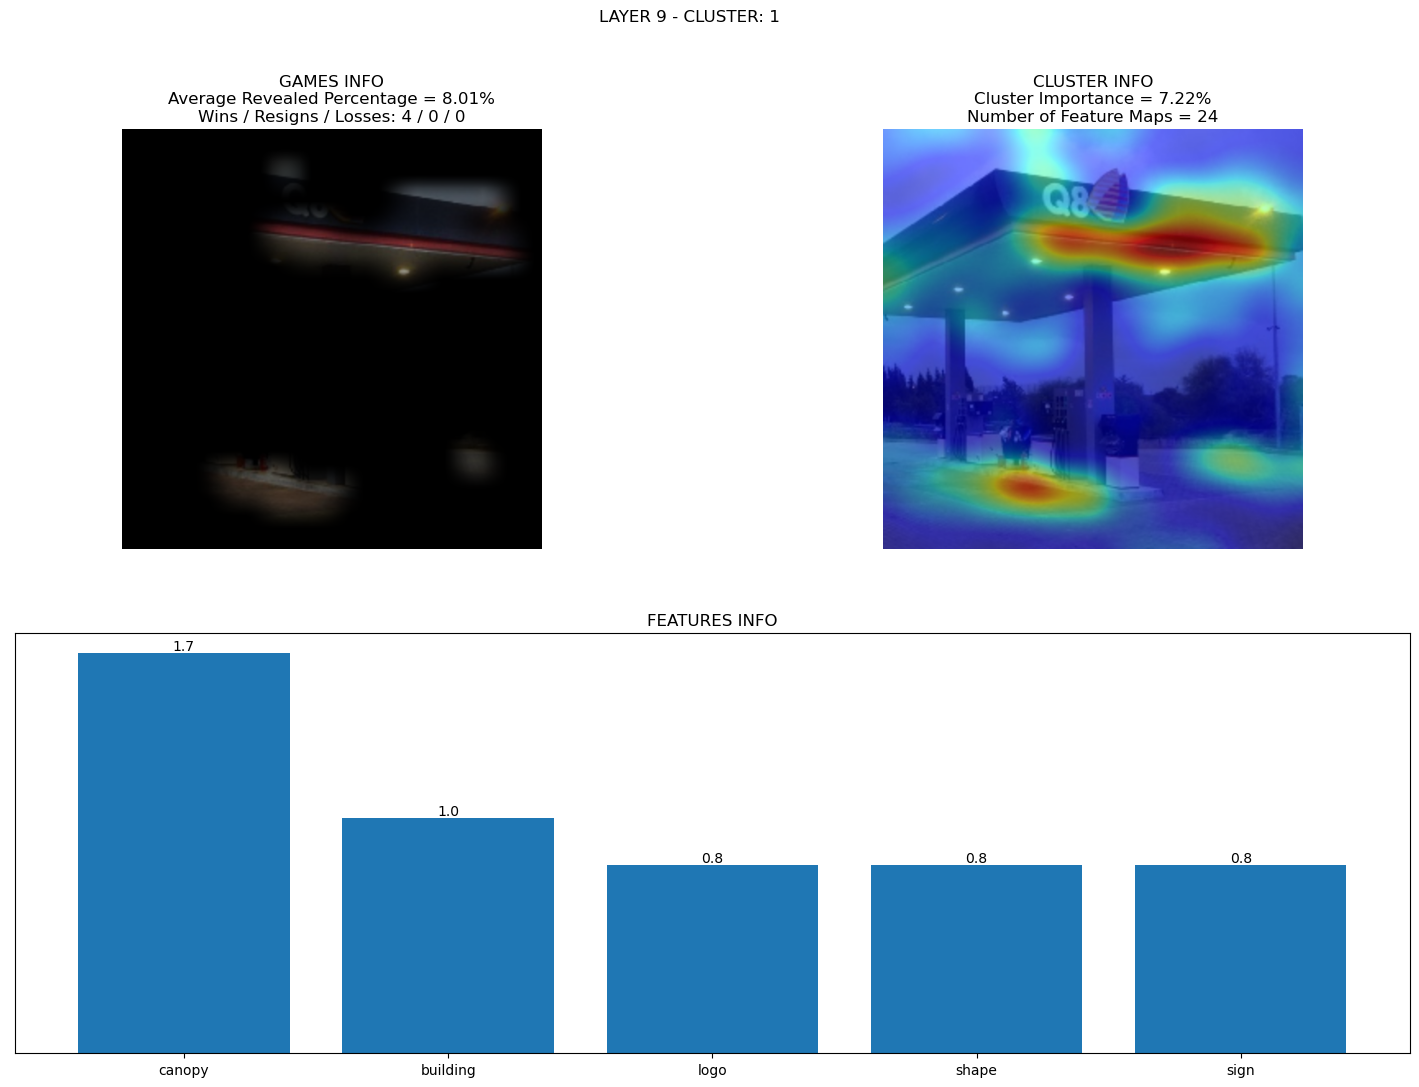 LAYER 9 - CLUSTER: 1
GAMES INFO
Average Revealed Percentage = 8.01%
Wins / Resigns / Losses: 4 / 0 / 0
CLUSTER INFO
Cluster Importance = 7.22%
Number of Feature Maps = 24
Q8
Q8
FEATURES INFO
1.7
1.0
0.8
0.8
0.8
canopy
building
logo
shape
sign